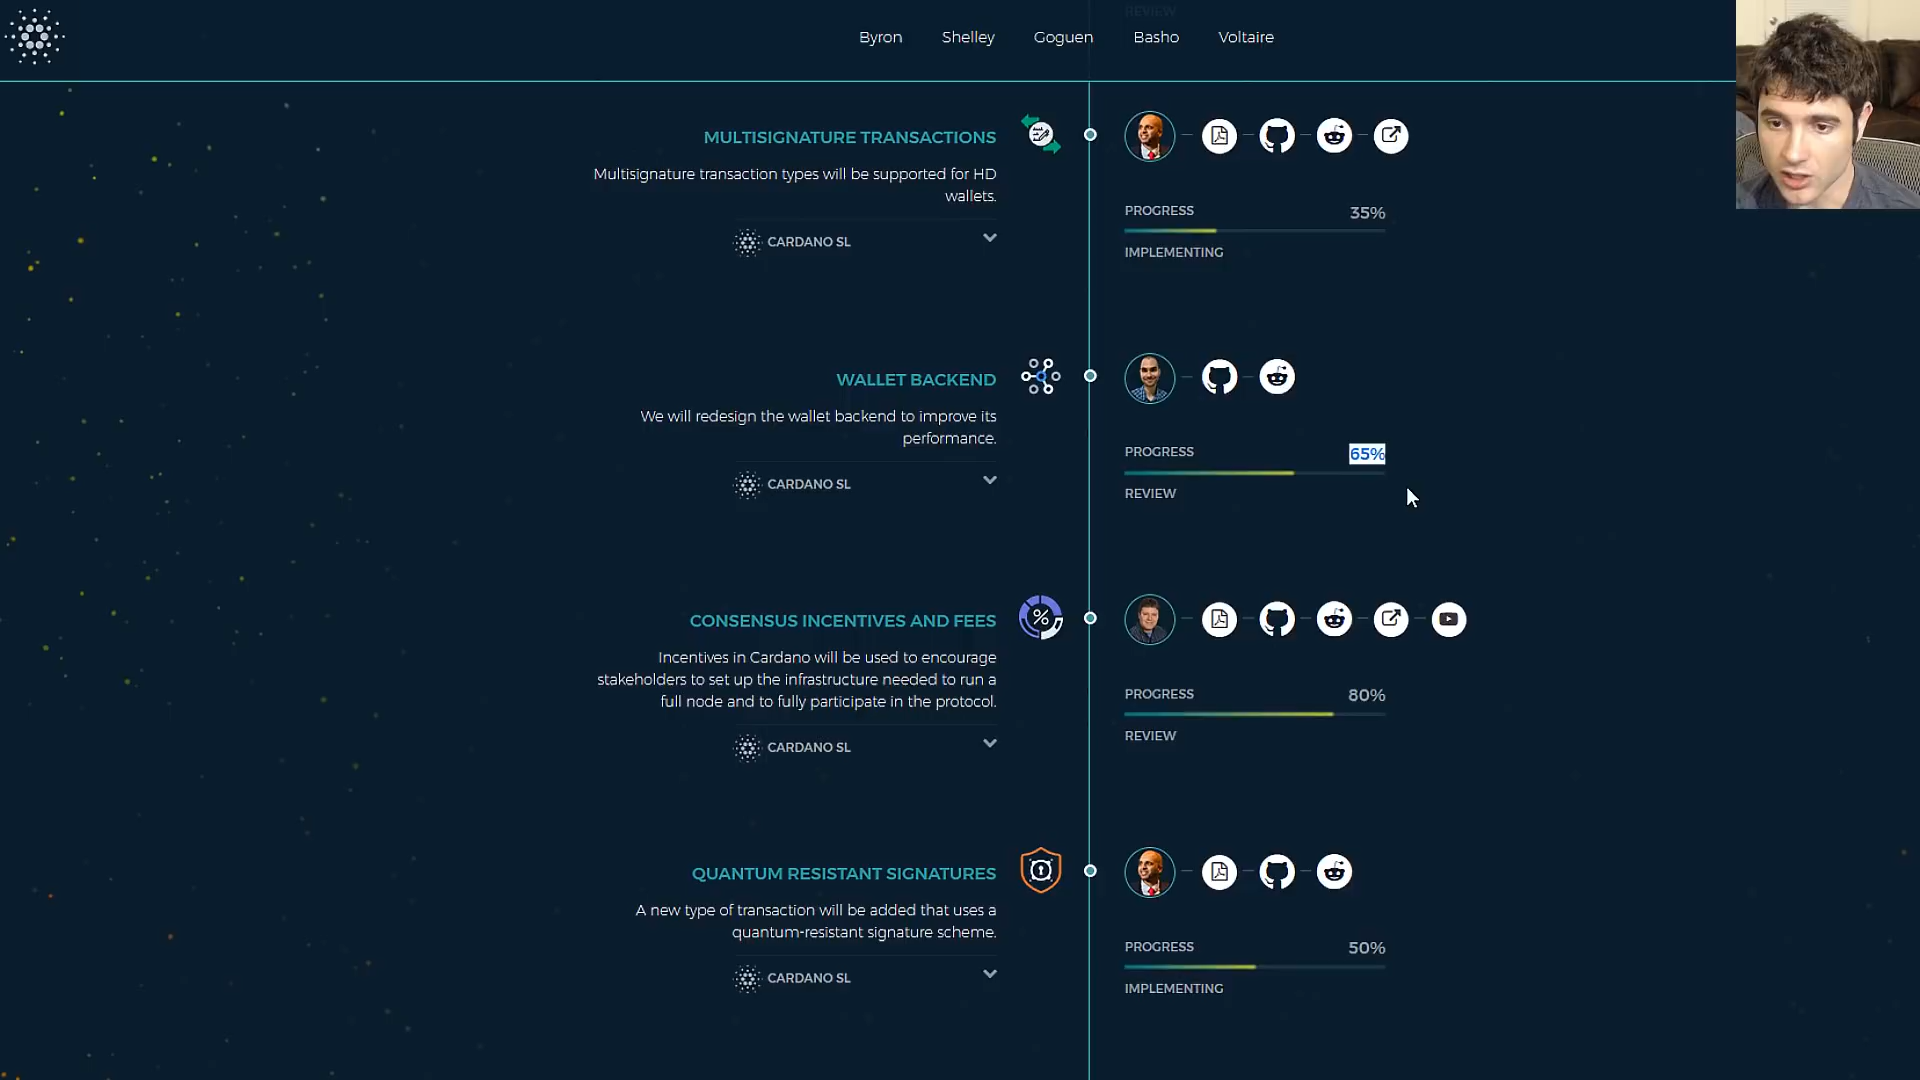 REVIEW
Byron Shelley Goguen Basho Voltaire
MULTISIGNATURE TRANSACTIONS
Multisignature transaction types will be supported for HD
wallets.
CARDANO SL
PROGRESS 35%
IMPLEMENTING
WALLET BACKEND
We will redesign the wallet backend to improve its
performance.
CARDANO SL
PROGRESS 65%
REVIEW
CONSENSUS INCENTIVES AND FEES
Incentives in Cardano will be used to encourage
stakeholders to set up the infrastructure needed to run a
full node and to fully participate in the protocol.
CARDANO SL
PROGRESS 80%
REVIEW
QUANTUM RESISTANT SIGNATURES
A new type of transaction will be added that uses a
quantum-resistant signature scheme.
CARDANO SL
PROGRESS 50%
IMPLEMENTING